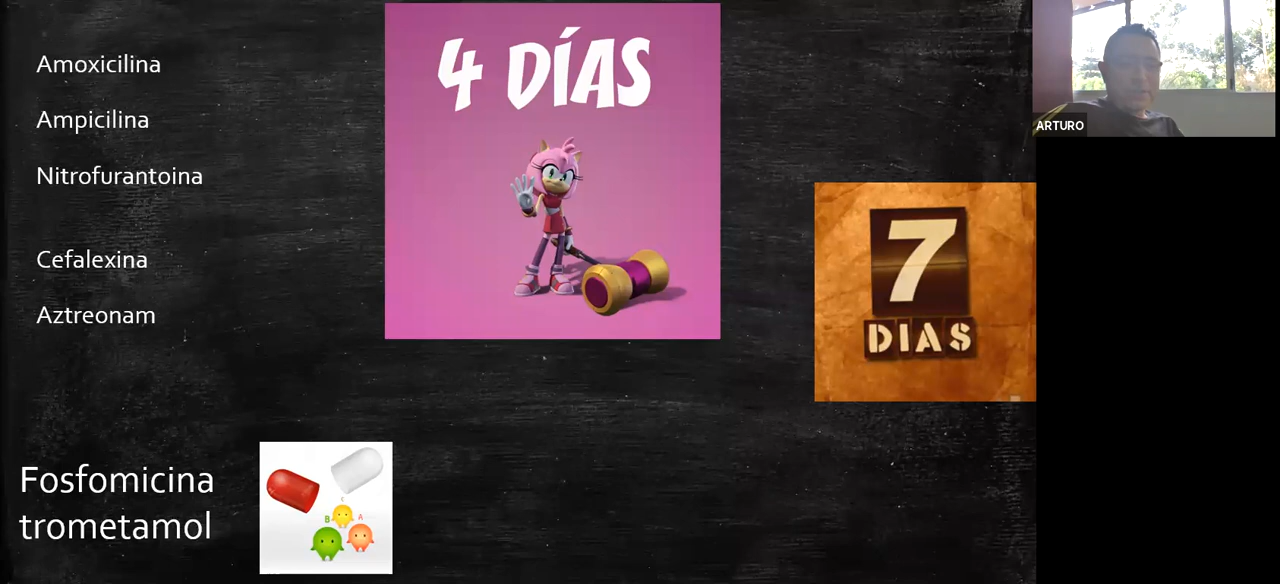 Amoxicilina
Ampicilina
Nitrofurantoina
Cefalexina
Aztreonam
4 DÍAS
7
DIAS
Fosfomicina
trometamol
C
B
A
ARTURO